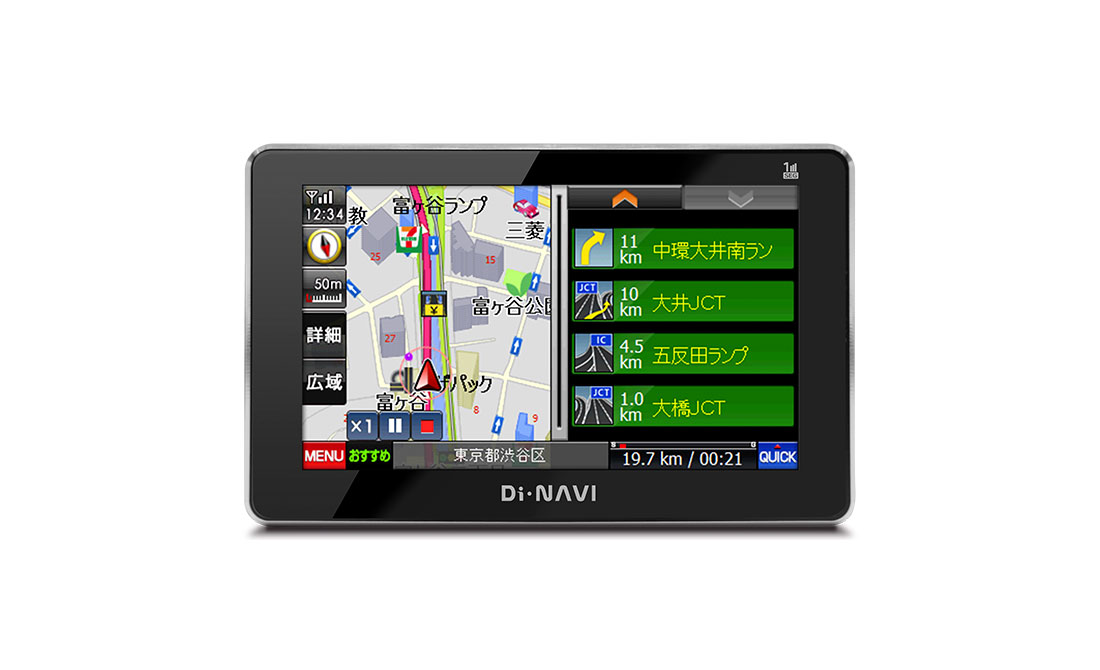 1
SEG
12:34
教
富ヶ谷ランプ
三菱
25
15
50m
富ヶ谷公
¥
27
詳細
広域
パック
富ヶ谷
8
9
×1
MENU
おすすめ
東京都渋谷区
11
km
中環大井南ラン
JCT
10
km
大井JCT
IC
4.5
km
五反田ランプ
JCT
1.0
km
大橋JCT
S
G
19.7 km / 00:21
QUICK
Di·NAVI